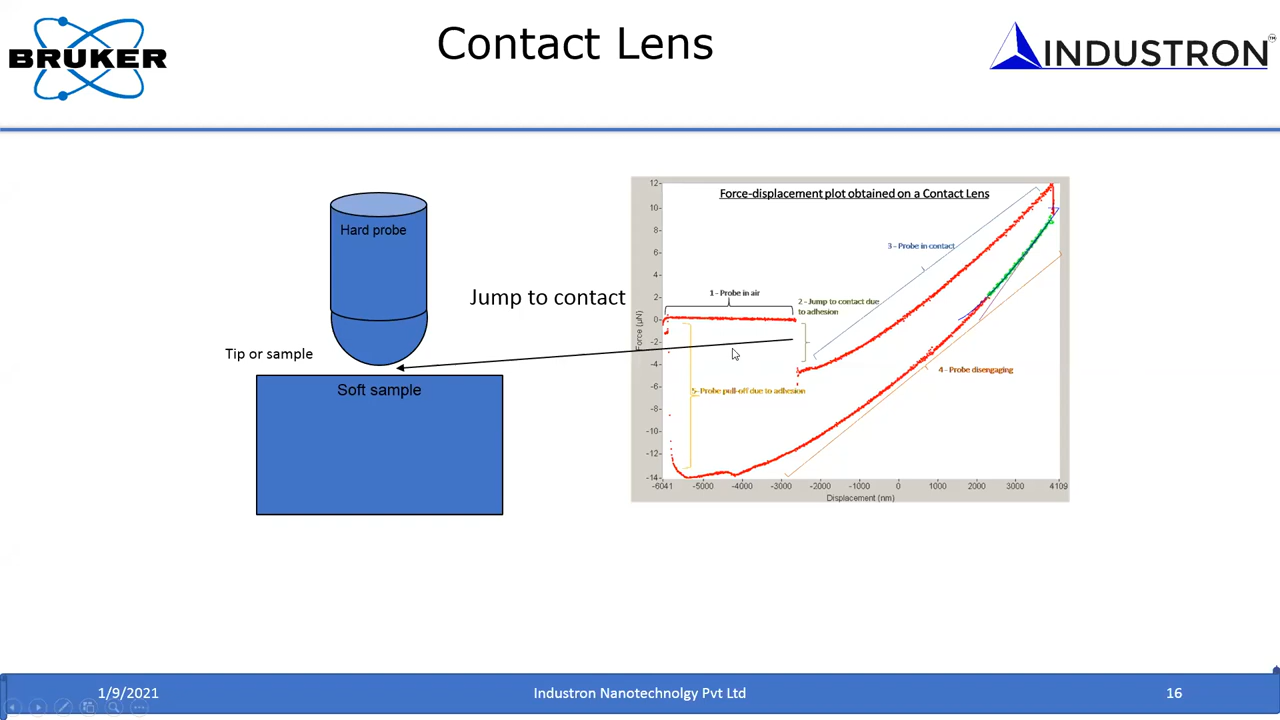 BRUKER
Contact Lens
INDUSTRON™
Hard probe
Jump to contact
Tip or sample
Soft sample
Force-displacement plot obtained on a Contact Lens
12
10
8
6
4
2
0
-2
-4
-6
-8
-10
-12
-14
Force (µN)
1 - Probe in air
2 - Jump to contact due
to adhesion
3 - Probe in contact
4 - Probe disengaging
5- Probe pull-off due to adhesion
-6041 -5000 -4000 -3000 -2000 -1000 0 1000 2000 3000 4109
Displacement (nm)
1/9/2021
Industron Nanotechnolgy Pvt Ltd
16